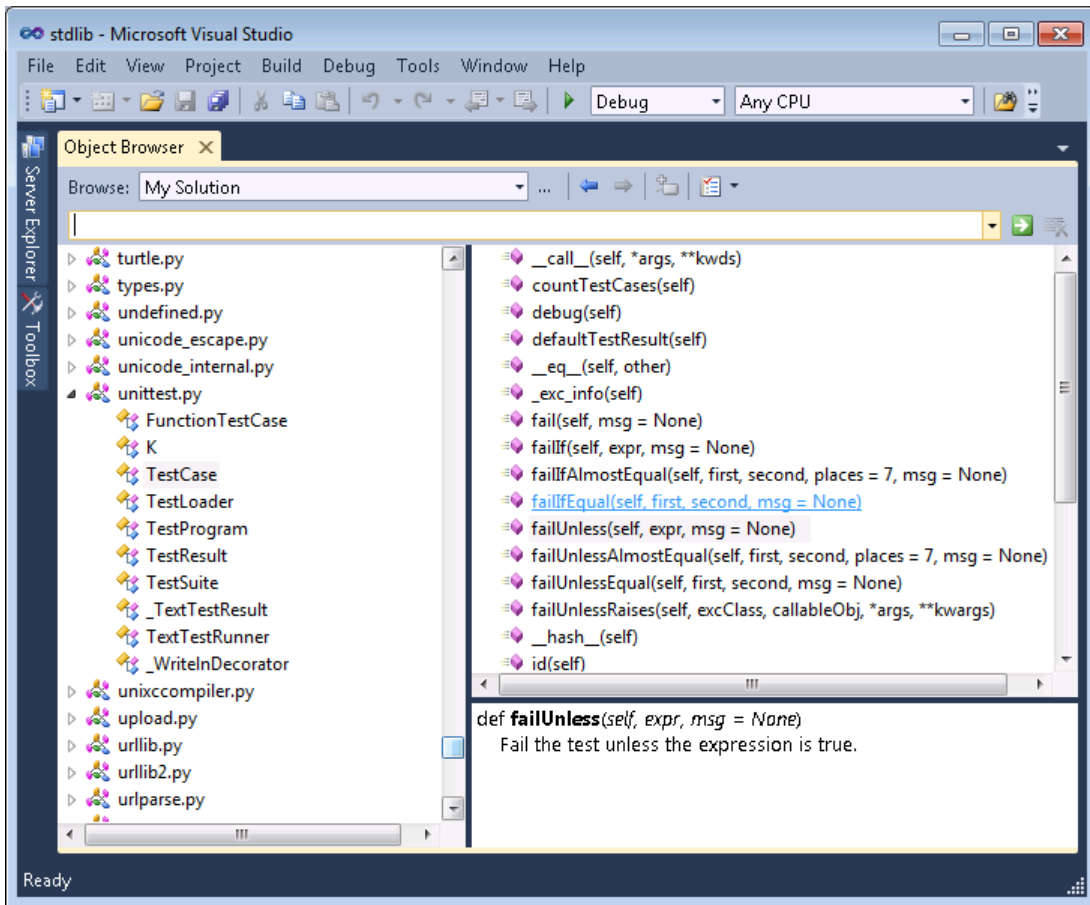 stdlib - Microsoft Visual Studio
File Edit View Project Build Debug Tools Window Help
Debug Any CPU
Server Explorer
Toolbox
Object Browser
Browse: My Solution ...
turtle.py
types.py
undefined.py
unicode_escape.py
unicode_internal.py
unittest.py
FunctionTestCase
K
TestCase
TestLoader
TestProgram
TestResult
TestSuite
_TextTestResult
TextTestRunner
_WritelnDecorator
unixccompiler.py
upload.py
urllib.py
urllib2.py
urlparse.py
__call__(self, *args, **kwds)
countTestCases(self)
debug(self)
defaultTestResult(self)
__eq__(self, other)
_exc_info(self)
fail(self, msg = None)
failIf(self, expr, msg = None)
failIfAlmostEqual(self, first, second, places = 7, msg = None)
failIfEqual(self, first, second, msg = None)
failUnless(self, expr, msg = None)
failUnlessAlmostEqual(self, first, second, places = 7, msg = None)
failUnlessEqual(self, first, second, msg = None)
failUnlessRaises(self, excClass, callableObj, *args, **kwargs)
__hash__(self)
id(self)
def failUnless(self, expr, msg = None)
Fail the test unless the expression is true.
Ready